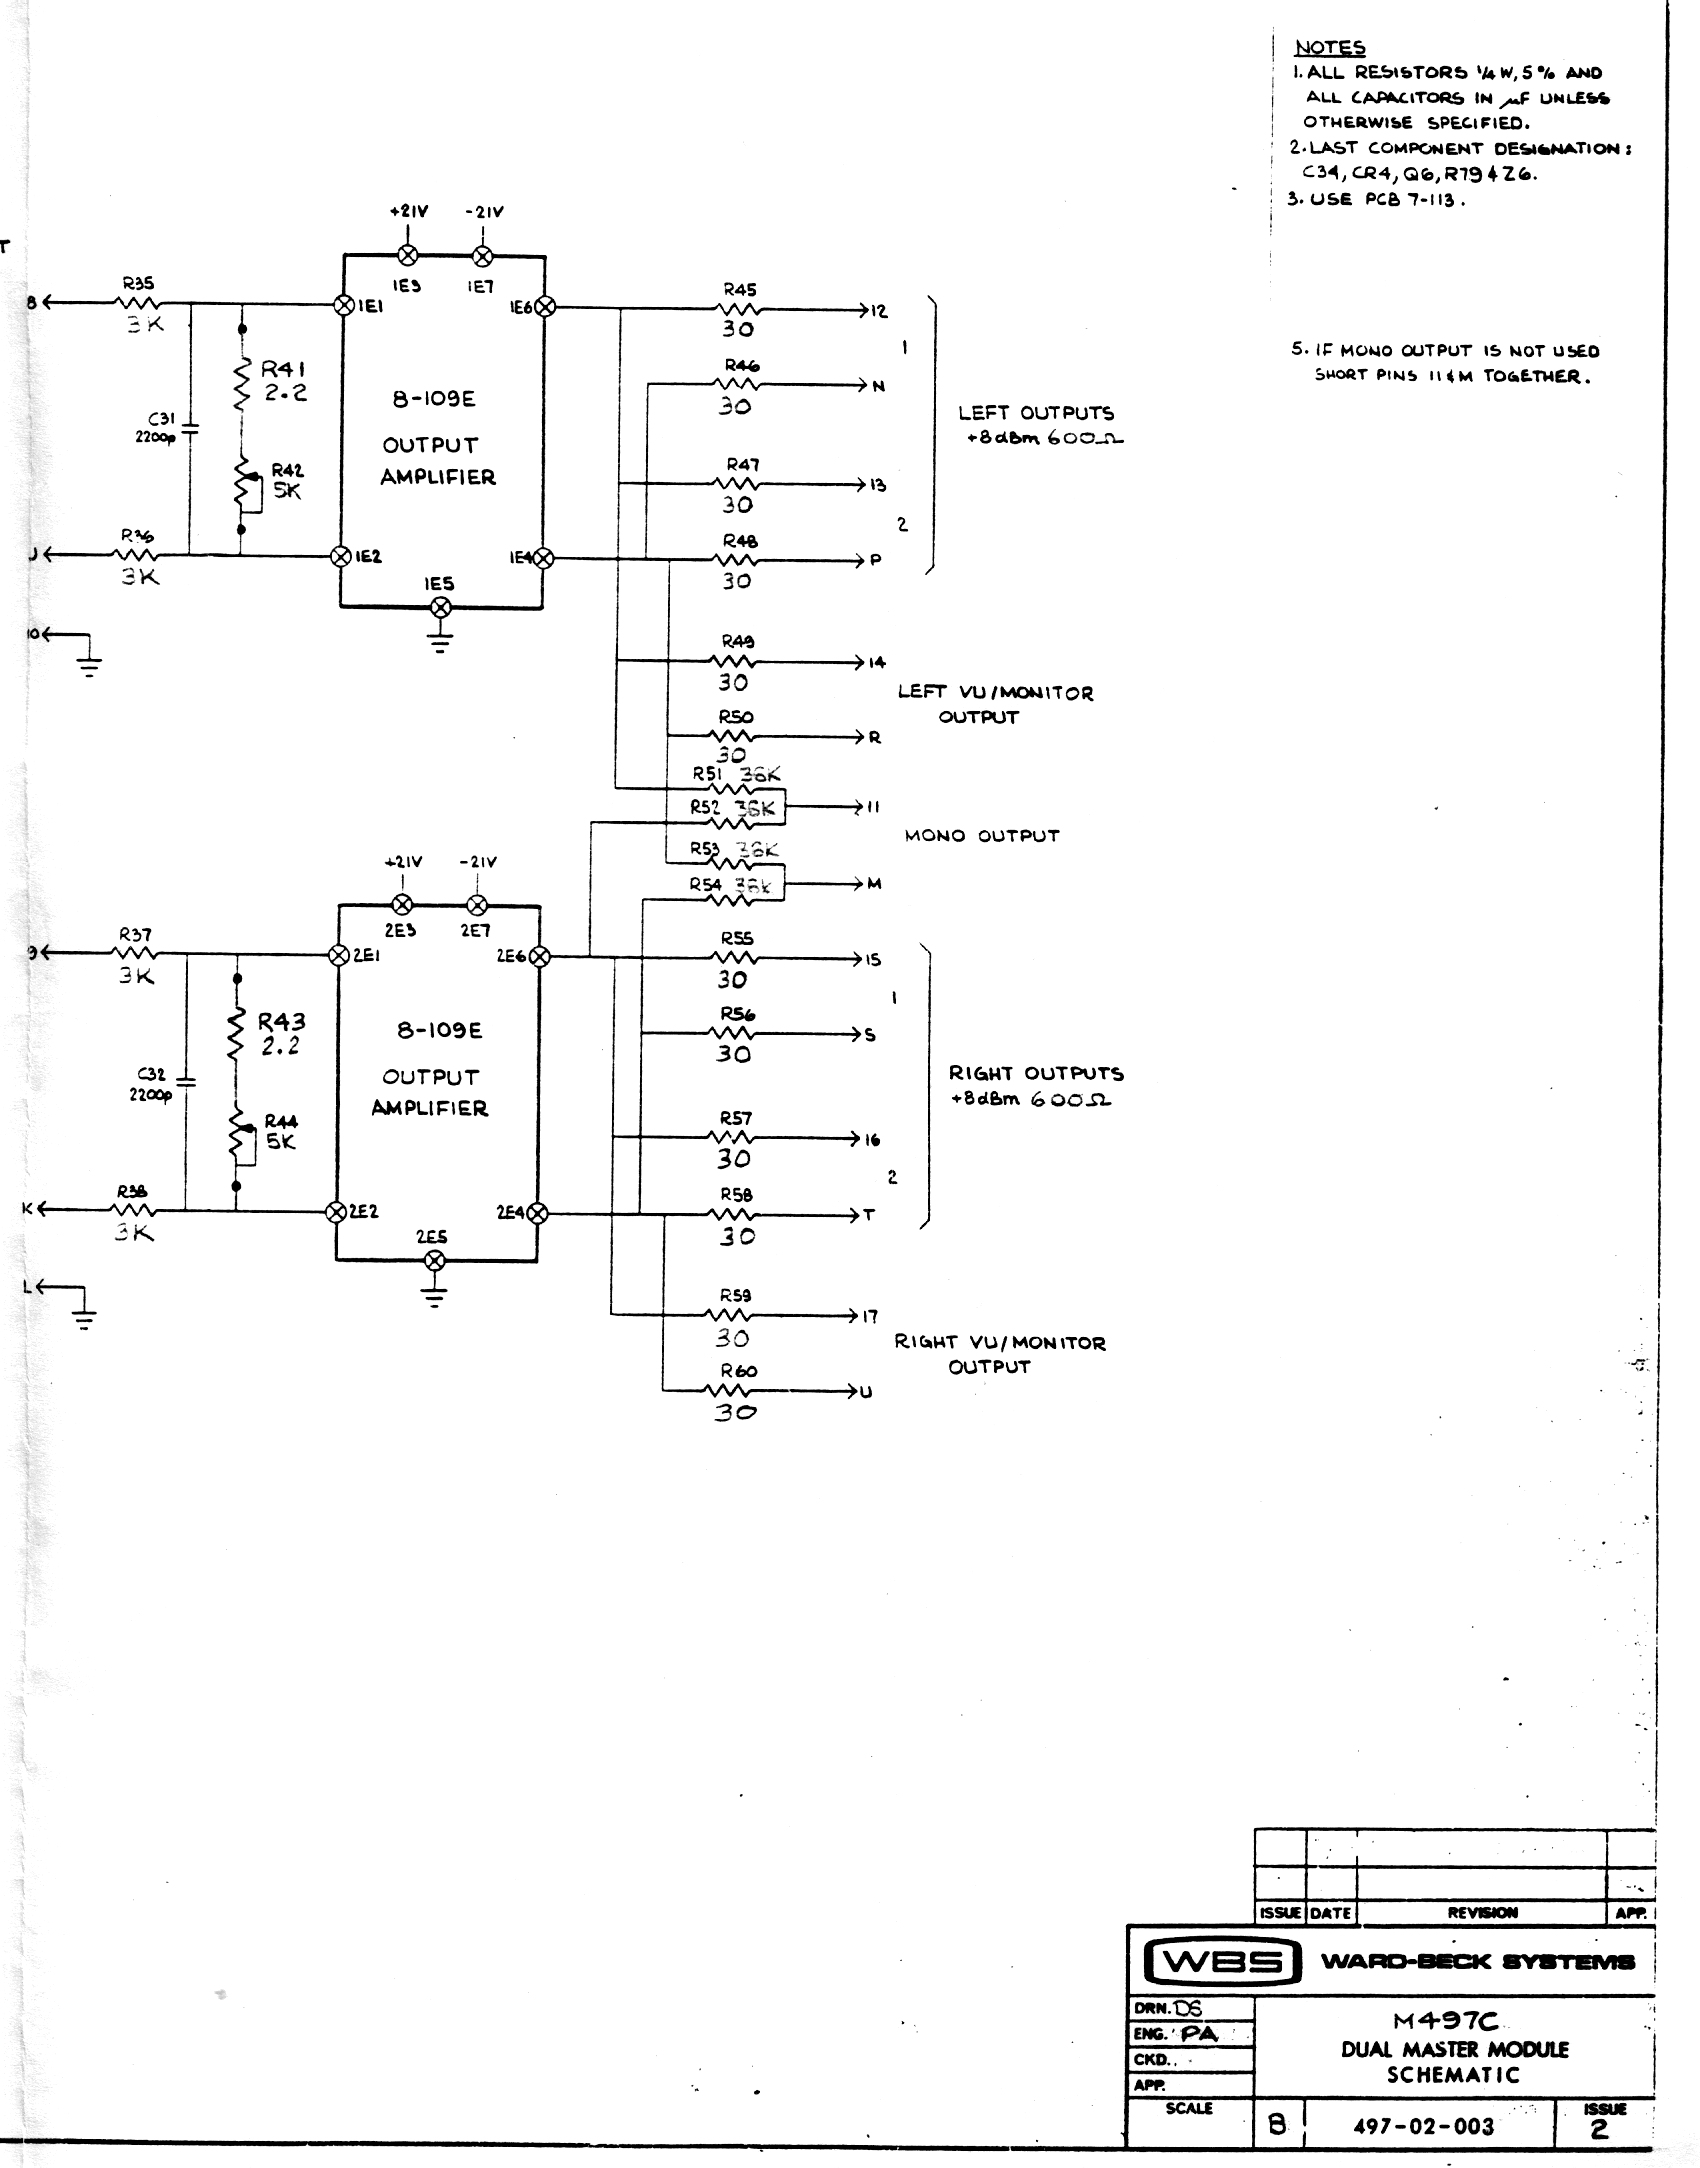 NOTES
1. ALL RESISTORS 1/4 W, 5% AND
ALL CAPACITORS IN µF UNLESS
OTHERWISE SPECIFIED.
2. LAST COMPONENT DESIGNATION:
C34, CR4, Q6, R79 & Z6.
3. USE PCB 7-113.
5. IF MONO OUTPUT IS NOT USED
SHORT PINS 11 & M TOGETHER.
T
+21V -21V
1E3 1E7
8 R35 3K
1E1 1E6
R41
2.2
C31
2200p
R42
5K
8-109E
OUTPUT
AMPLIFIER
J R36 3K
1E2 1E4
1E5
10
R45 30 12
1
R46 30 N
R47 30 13
2
R48 30 P
LEFT OUTPUTS
+8dBm 600Ω
R49 30 14
LEFT VU/MONITOR
OUTPUT
R50 30 R
R51 36K
11
R52 36K
MONO OUTPUT
R53 36K
M
R54 36K
+21V -21V
2E3 2E7
9 R37 3K
2E1 2E6
R43
2.2
C32
2200p
R44
5K
8-109E
OUTPUT
AMPLIFIER
K R38 3K
2E2 2E4
2E5
L
R55 30 15
1
R56 30 S
R57 30 16
2
R58 30 T
RIGHT OUTPUTS
+8dBm 600Ω
R59 30 17
RIGHT VU/MONITOR
OUTPUT
R60 30 U
ISSUE DATE REVISION APP.
WBS WARD-BECK SYSTEMS
DRN. DS
ENG. PA
CKD.
APP.
M497C
DUAL MASTER MODULE
SCHEMATIC
SCALE
B 497-02-003 ISSUE 2